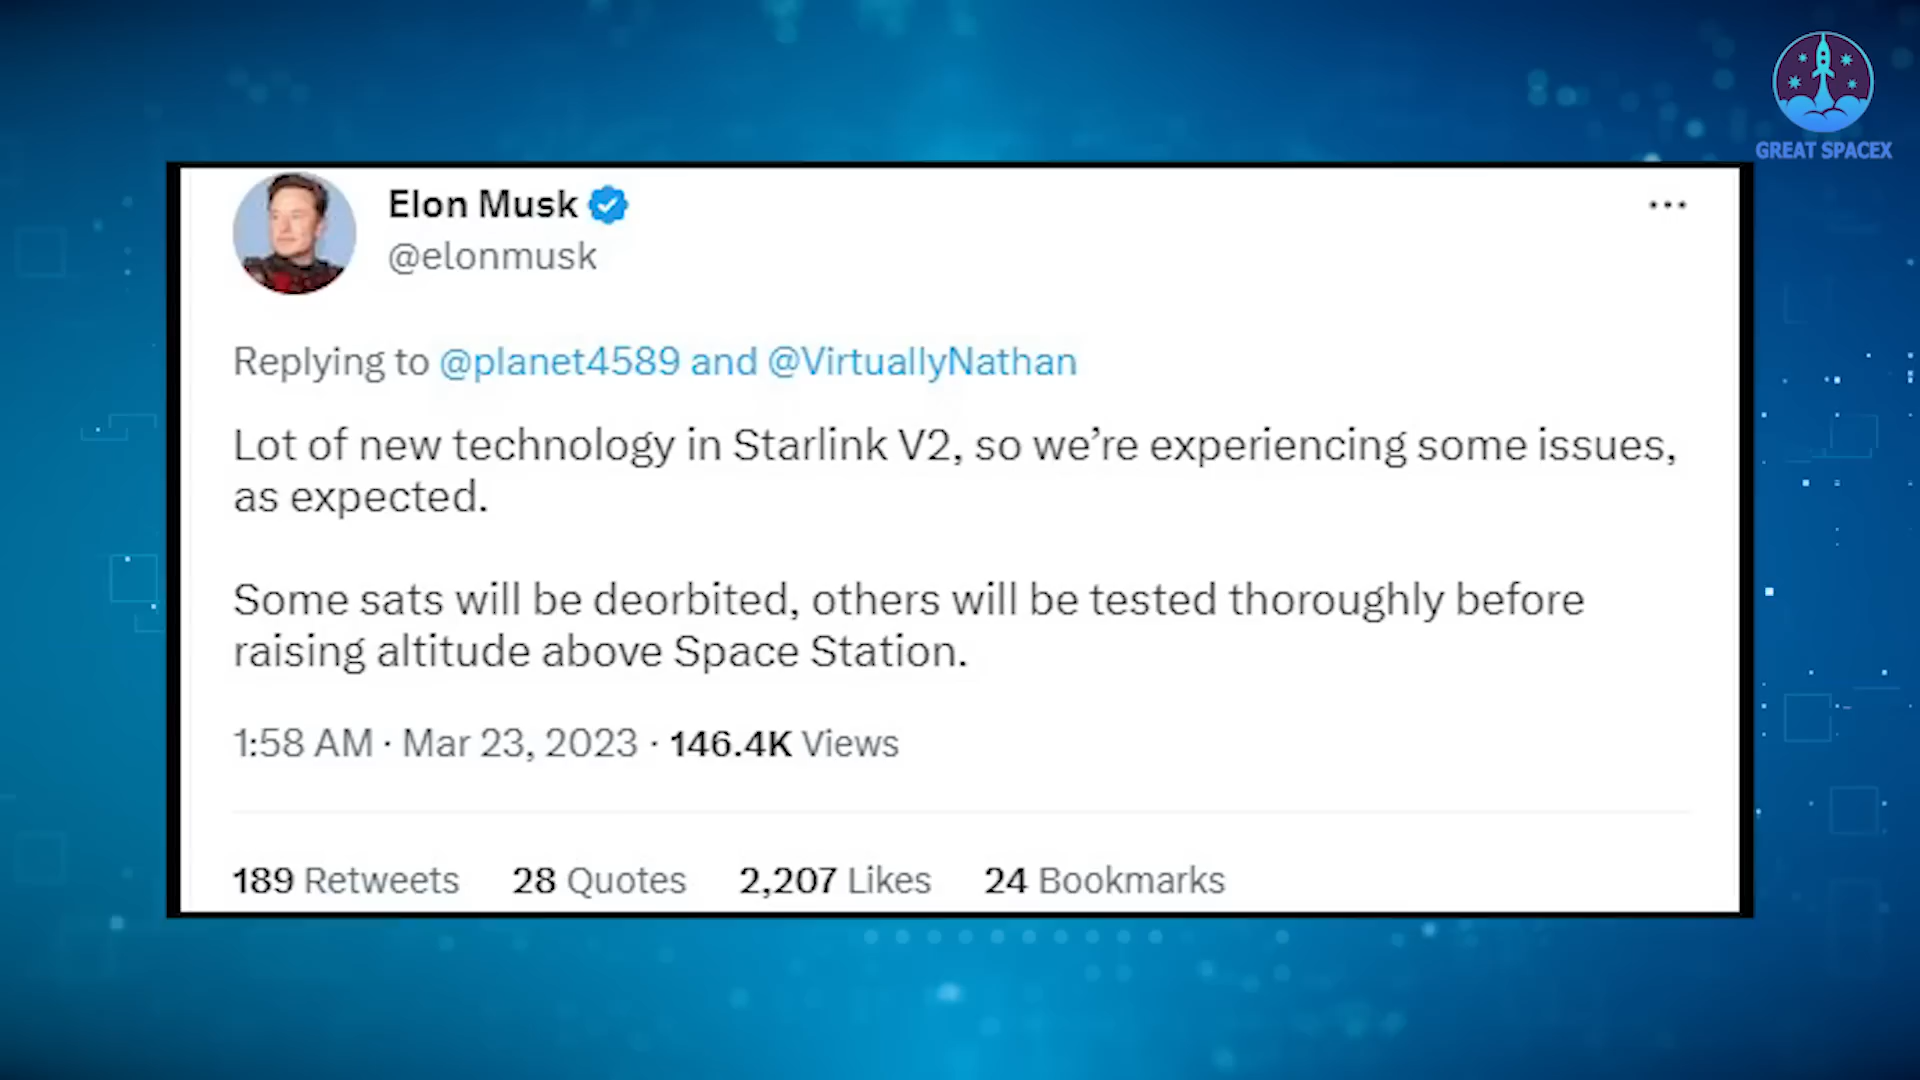 GREAT SPACEX
Elon Musk
@elonmusk
Replying to @planet4589 and @VirtuallyNathan
Lot of new technology in Starlink V2, so we’re experiencing some issues,
as expected.
Some sats will be deorbited, others will be tested thoroughly before
raising altitude above Space Station.
1:58 AM · Mar 23, 2023 · 146.4K Views
189 Retweets 28 Quotes 2,207 Likes 24 Bookmarks